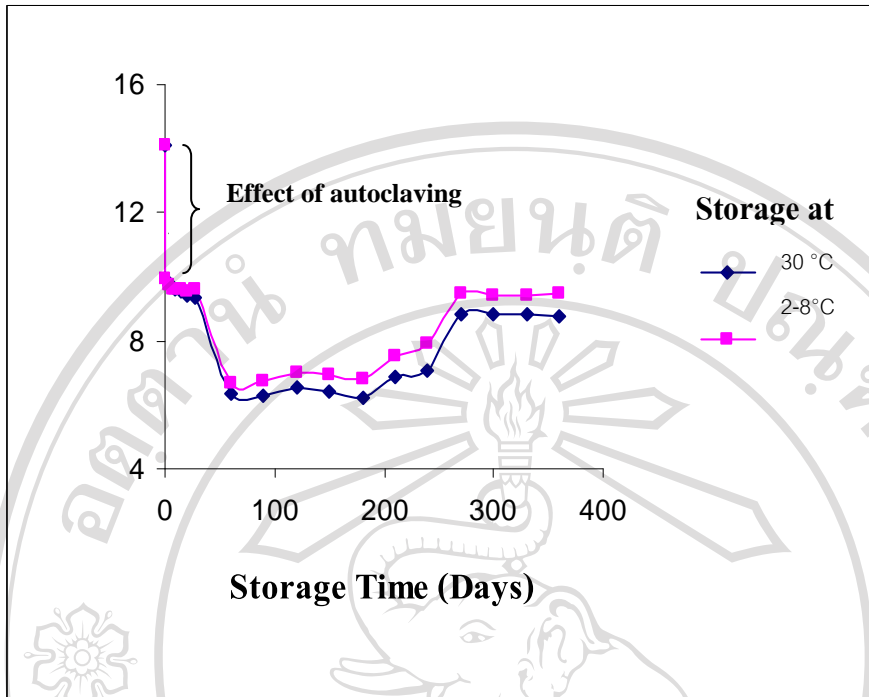 16
12
8
4
0 100 200 300 400
Effect of autoclaving
Storage Time (Days)
Storage at
30 °C
2-8°C